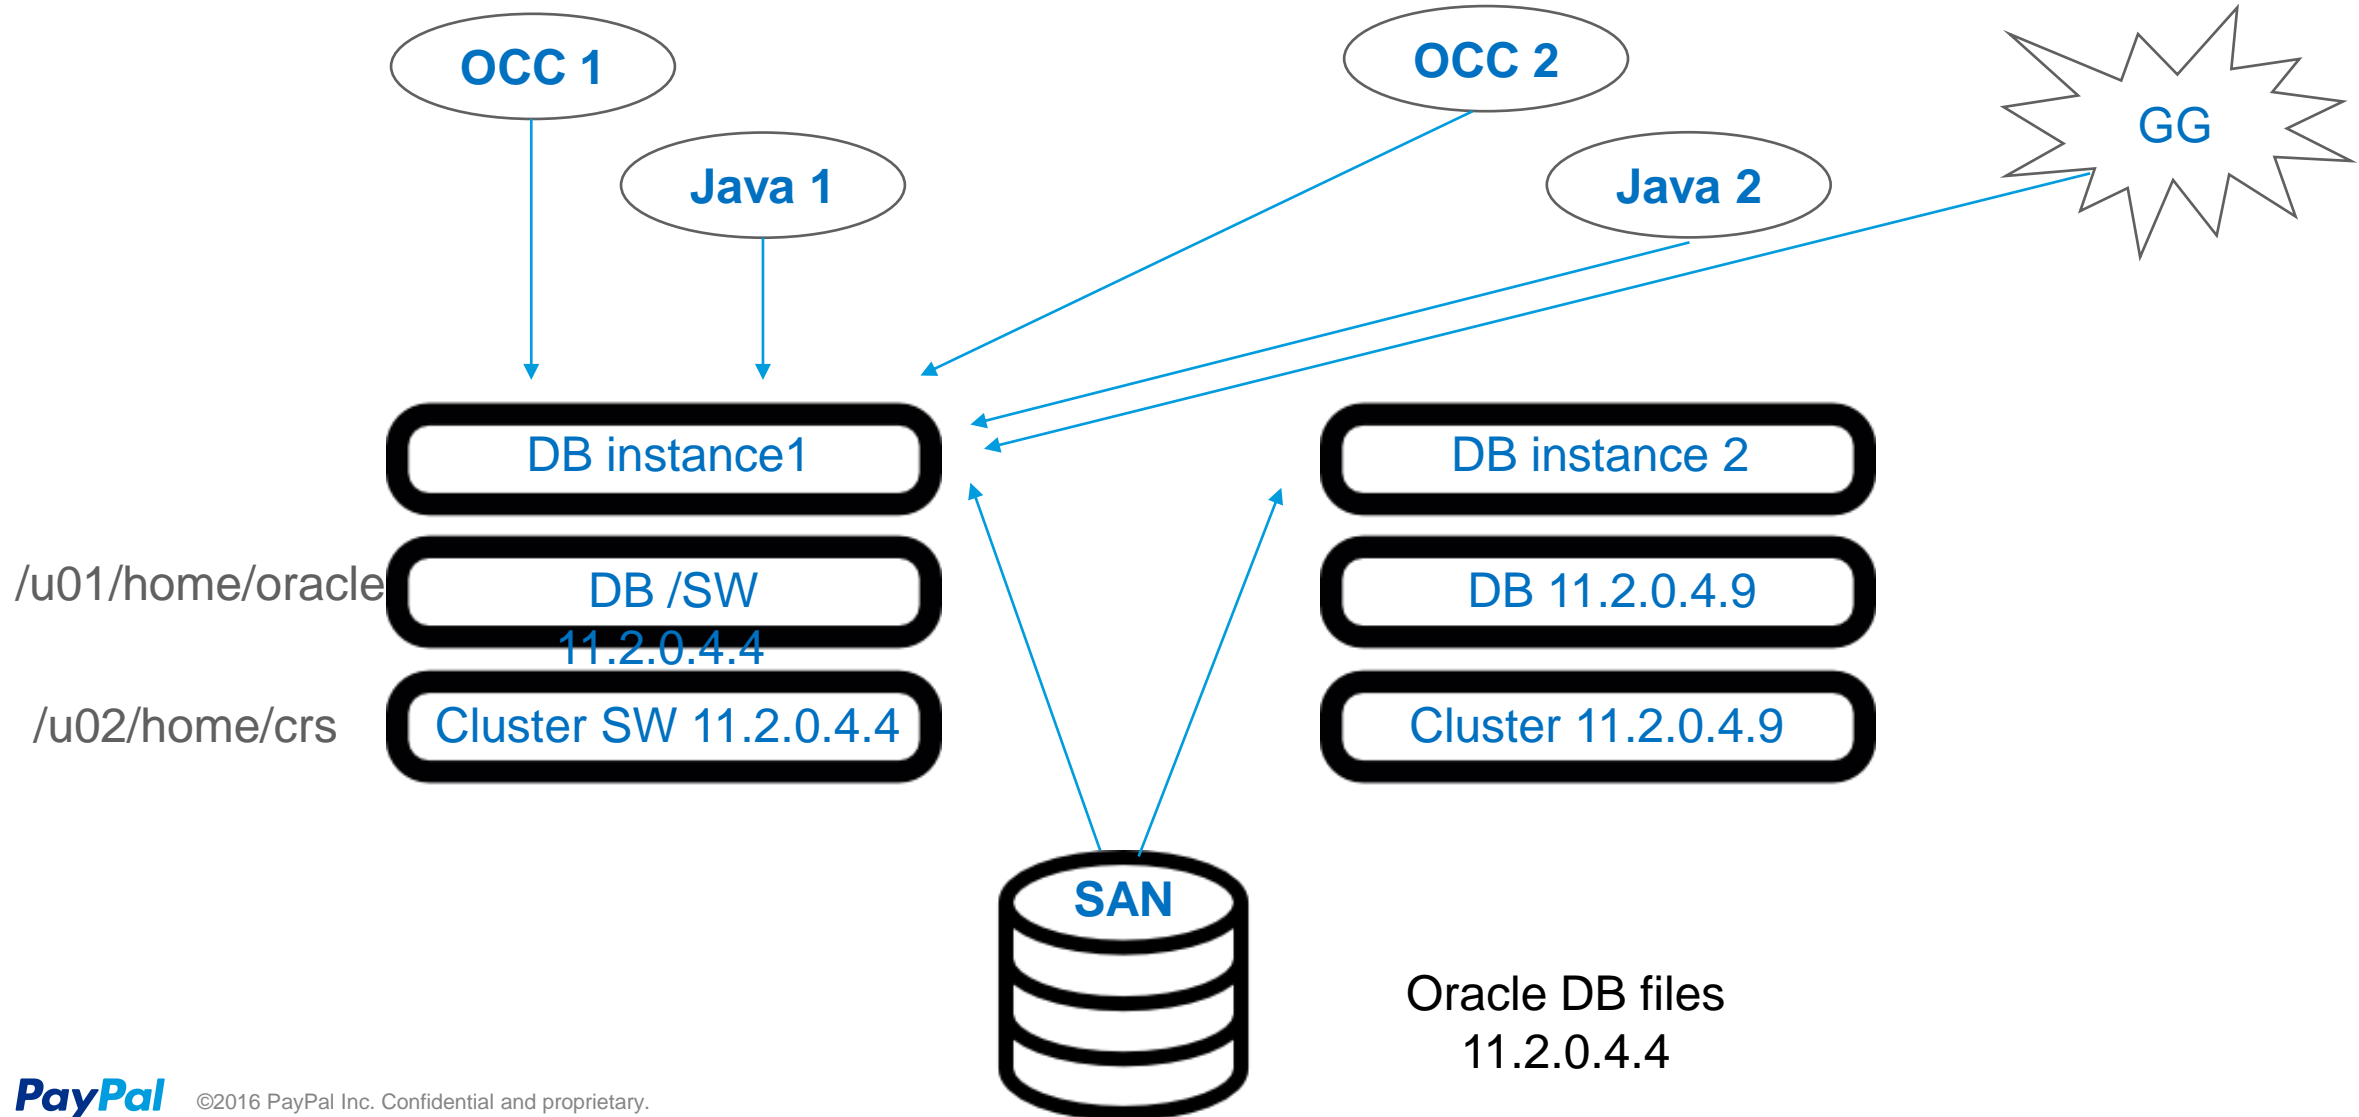 OCC 1
OCC 2
GG
Java 1
Java 2
DB instance1
DB instance 2
/u01/home/oracle
DB /SW
11.2.0.4.4
DB 11.2.0.4.9
/u02/home/crs
Cluster SW 11.2.0.4.4
Cluster 11.2.0.4.9
SAN
Oracle DB files
11.2.0.4.4
PayPal
©2016 PayPal Inc. Confidential and proprietary.